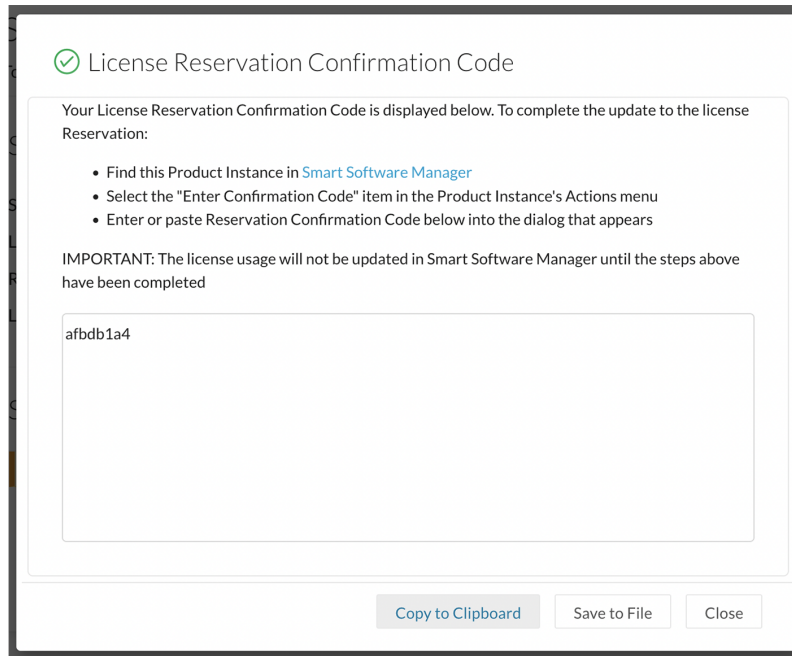 License Reservation Confirmation Code
Your License Reservation Confirmation Code is displayed below. To complete the update to the license
Reservation:
• Find this Product Instance in Smart Software Manager
• Select the "Enter Confirmation Code" item in the Product Instance's Actions menu
• Enter or paste Reservation Confirmation Code below into the dialog that appears
IMPORTANT: The license usage will not be updated in Smart Software Manager until the steps above
have been completed
afbdb1a4
Copy to Clipboard Save to File Close